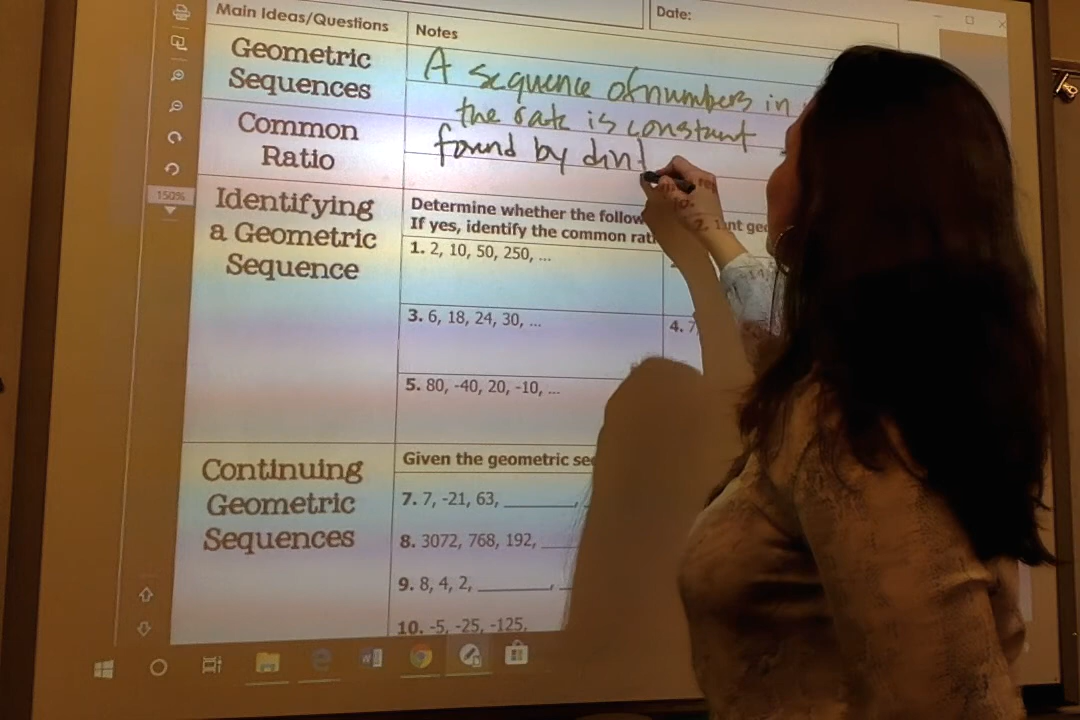 Main Ideas/Questions
Notes
Date:
Geometric
Sequences
A sequence of numbers in
the rate is constant
Common
Ratio
found by
150%
Identifying
a Geometric
Sequence
Determine whether the follow
If yes, identify the common rati
1. 2, 10, 50, 250, ...
3. 6, 18, 24, 30, ...
4. 7,
5. 80, -40, 20, -10, ...
Continuing
Geometric
Sequences
Given the geometric se
7. 7, -21, 63,
8. 3072, 768, 192,
9. 8, 4, 2,
10. -5, -25, -125,